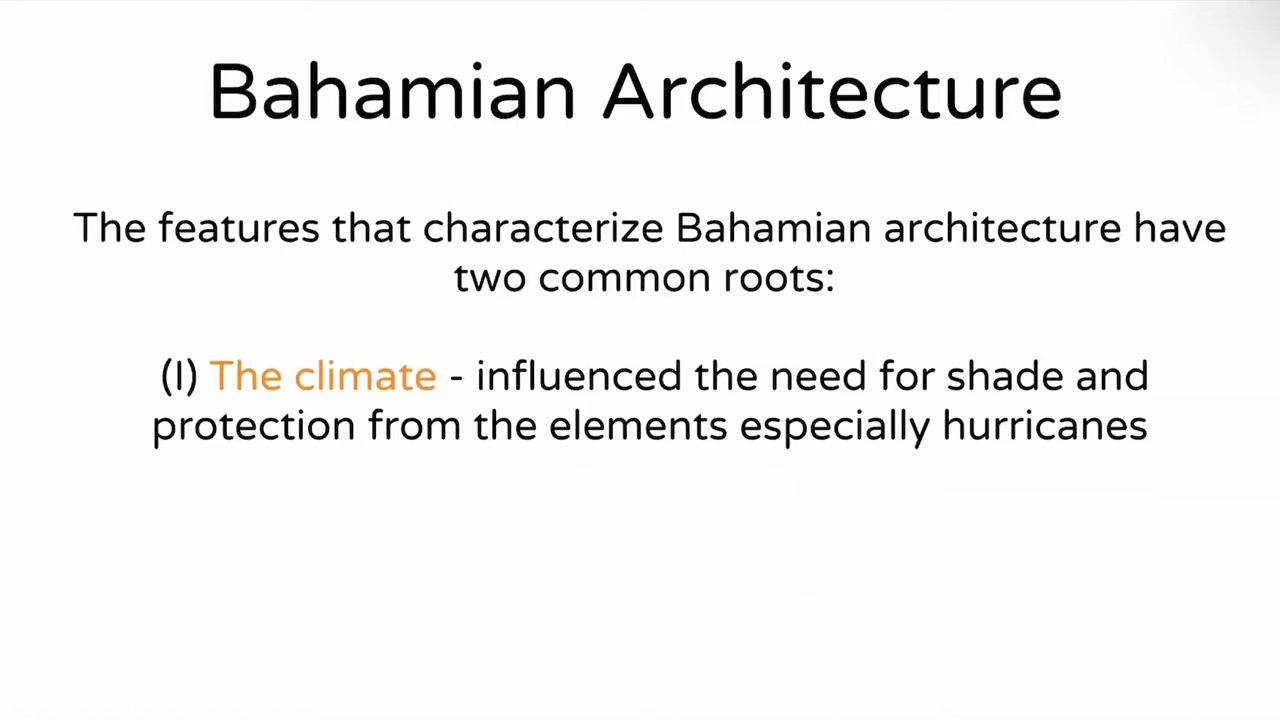 Bahamian Architecture
The features that characterize Bahamian architecture have
two common roots:
(I) The climate - influenced the need for shade and
protection from the elements especially hurricanes